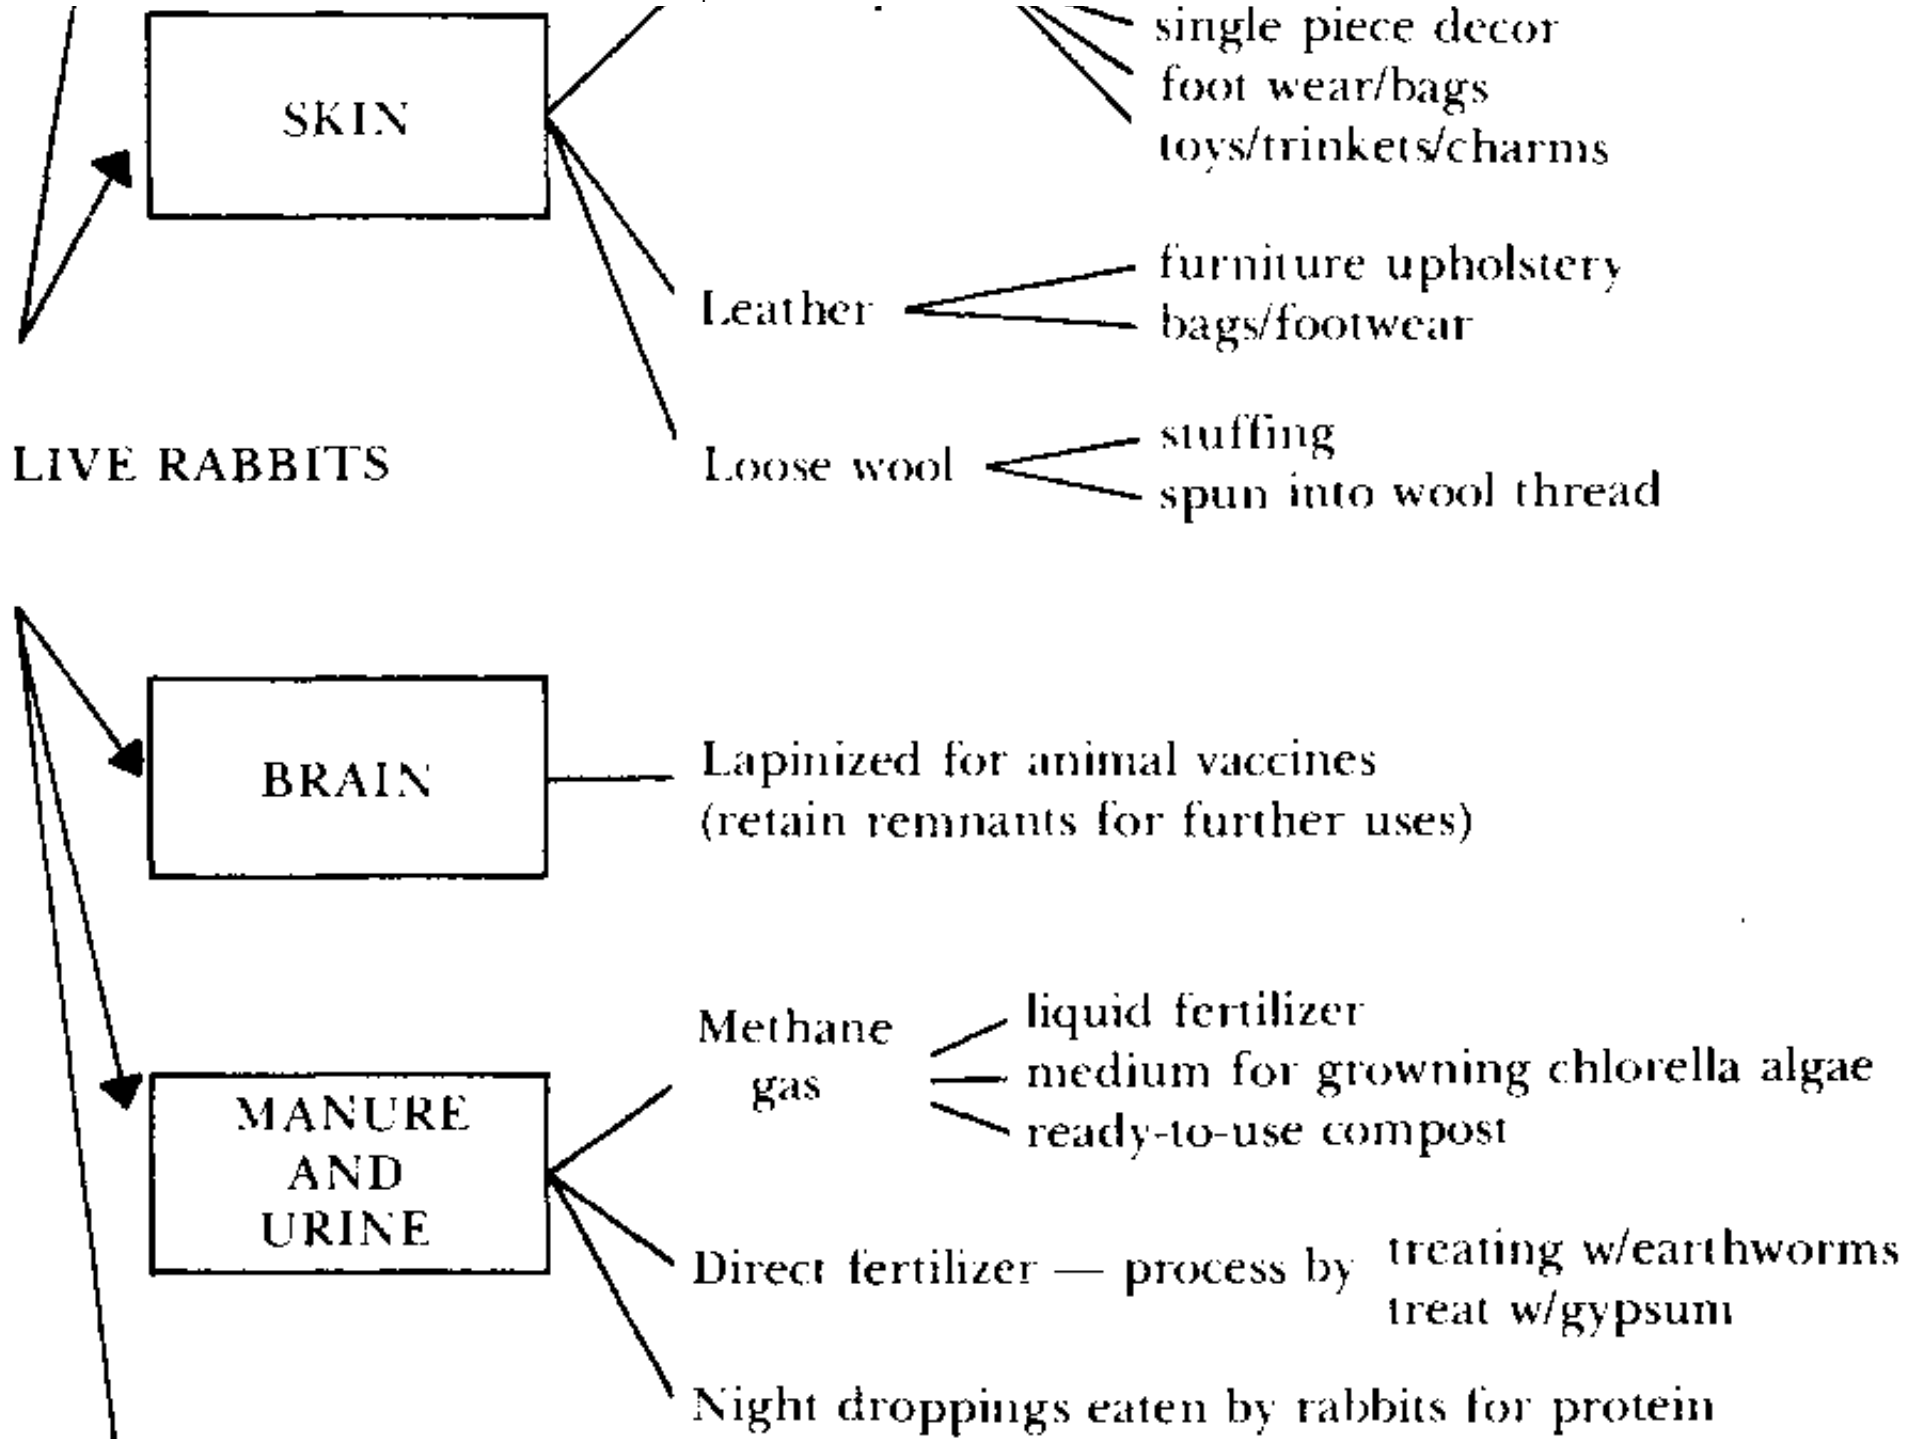 single piece decor
foot wear/bags
SKIN
toys/trinkets/charms
furniture upholstery
Leather
bags/footwear
stuffing
LIVE RABBITS
Loose wool
spun into wool thread
Lapinized for animal vaccines
BRAIN
(retain remnants for further uses)
liquid fertilizer
Methane
medium for growning chlorella algae
gas
MANURE
ready-to-use compost
AND
URINE
treating w/earthworms
Direct fertilizer — process by
treat w/gypsum
Night droppings eaten by rabbits for protein